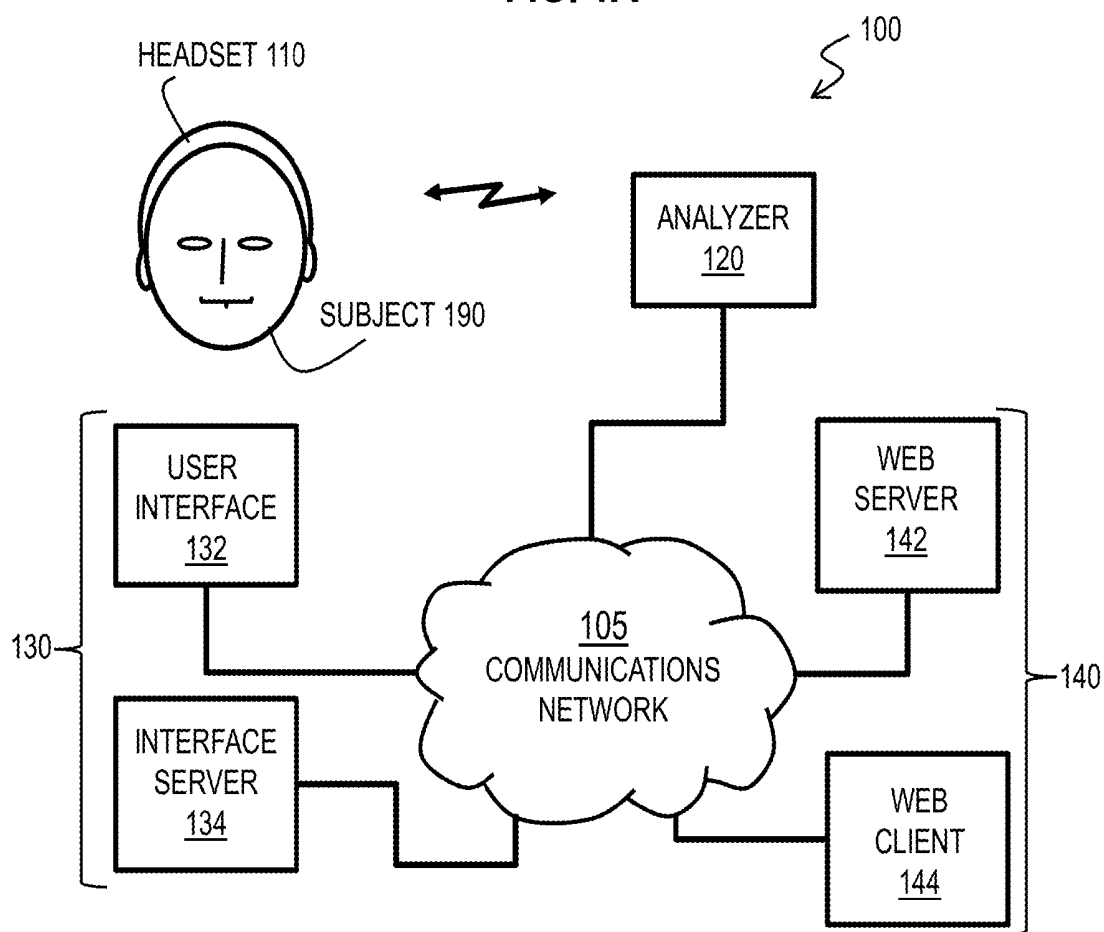 100
HEADSET 110
ANALYZER
120
SUBJECT 190
USER
INTERFACE
132
WEB
SERVER
142
130
105
COMMUNICATIONS
NETWORK
140
INTERFACE
SERVER
134
WEB
CLIENT
144